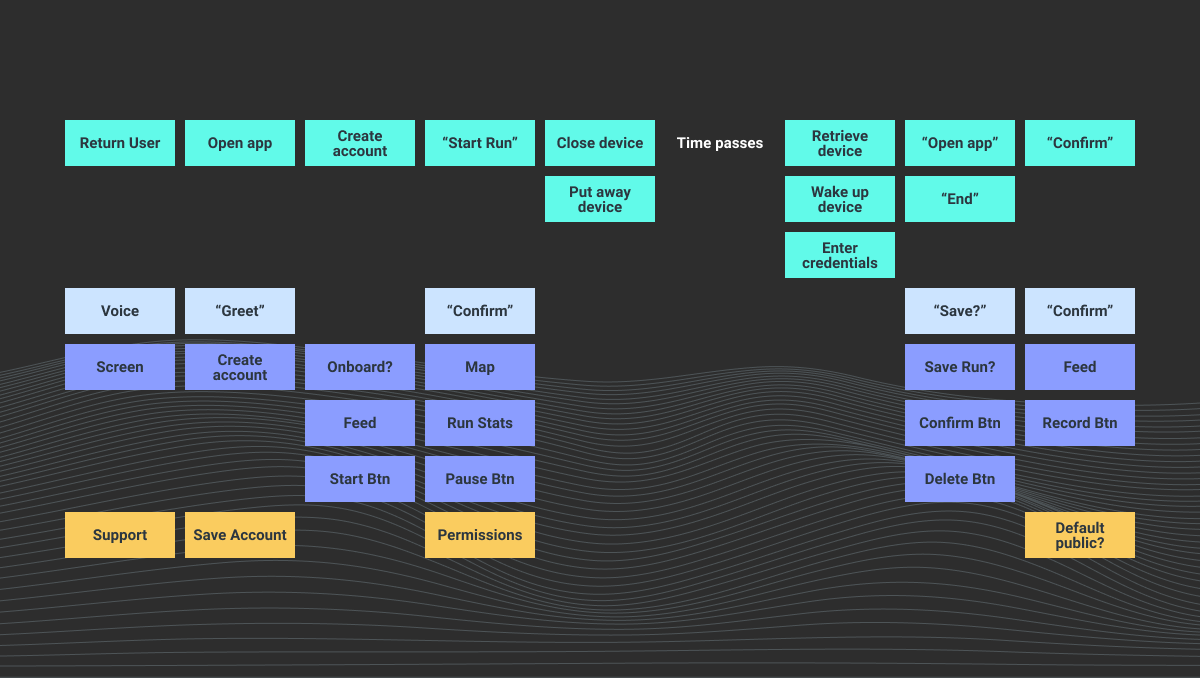 Return User
Open app
Create
account
“Start Run”
Close device
Time passes
Retrieve
device
“Open app”
“Confirm”
Put away
device
Wake up
device
“End”
Enter
credentials
Voice
“Greet”
“Confirm”
“Save?”
“Confirm”
Screen
Create
account
Onboard?
Map
Save Run?
Feed
Feed
Run Stats
Confirm Btn
Record Btn
Start Btn
Pause Btn
Delete Btn
Support
Save Account
Permissions
Default
public?